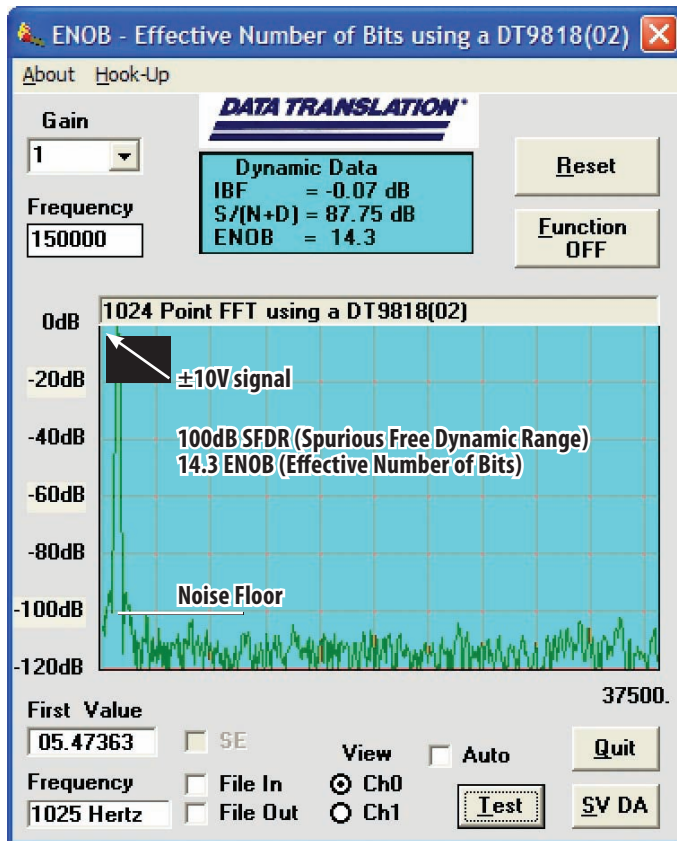 ENOB - Effective Number of Bits using a DT9818(02)
About Hook-Up
Gain
1
Frequency
150000
DATA TRANSLATION®
Dynamic Data
IBF = -0.07 dB
S/(N+D) = 87.75 dB
ENOB = 14.3
Reset
Function
OFF
1024 Point FFT using a DT9818(02)
0dB
-20dB
-40dB
-60dB
-80dB
-100dB
-120dB
±10V signal
100dB SFDR (Spurious Free Dynamic Range)
14.3 ENOB (Effective Number of Bits)
Noise Floor
37500.
First Value
05.47363
Frequency
1025 Hertz
SE
File In
File Out
View
Ch0
Ch1
Auto
Test
Quit
SV DA